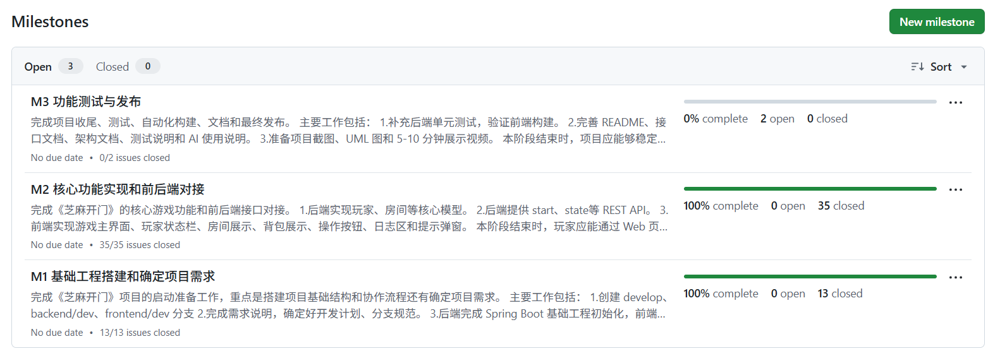 Milestones
New milestone
Open 3 Closed 0
Sort
M3 功能测试与发布
完成项目收尾、测试、自动化构建、文档和最终发布。 主要工作包括： 1.补充后端单元测试，验证前端构建。 2.完善 README、接
口文档、架构文档、测试说明和 AI 使用说明。 3.准备项目截图、UML 图和 5-10 分钟展示视频。 本阶段结束时，项目应能够稳定...
No due date • 0/2 issues closed
0% complete 2 open 0 closed
M2 核心功能实现和前后端对接
完成《芝麻开门》的核心游戏功能和前后端接口对接。 1.后端实现玩家、房间等核心模型。 2.后端提供 start、state等 REST API。 3.
前端实现游戏主界面、玩家状态栏、房间展示、背包展示、操作按钮、日志区和提示弹窗。 本阶段结束时，玩家应能通过 Web 页...
No due date • 35/35 issues closed
100% complete 0 open 35 closed
M1 基础工程搭建和确定项目需求
完成《芝麻开门》项目的启动准备工作，重点是搭建项目基础结构和协作流程还有确定项目需求。 主要工作包括： 1.创建 develop、
backend/dev、frontend/dev 分支 2.完成需求说明，确定好开发计划、分支规范。 3.后端完成 Spring Boot 基础工程初始化，前端...
No due date • 13/13 issues closed
100% complete 0 open 13 closed